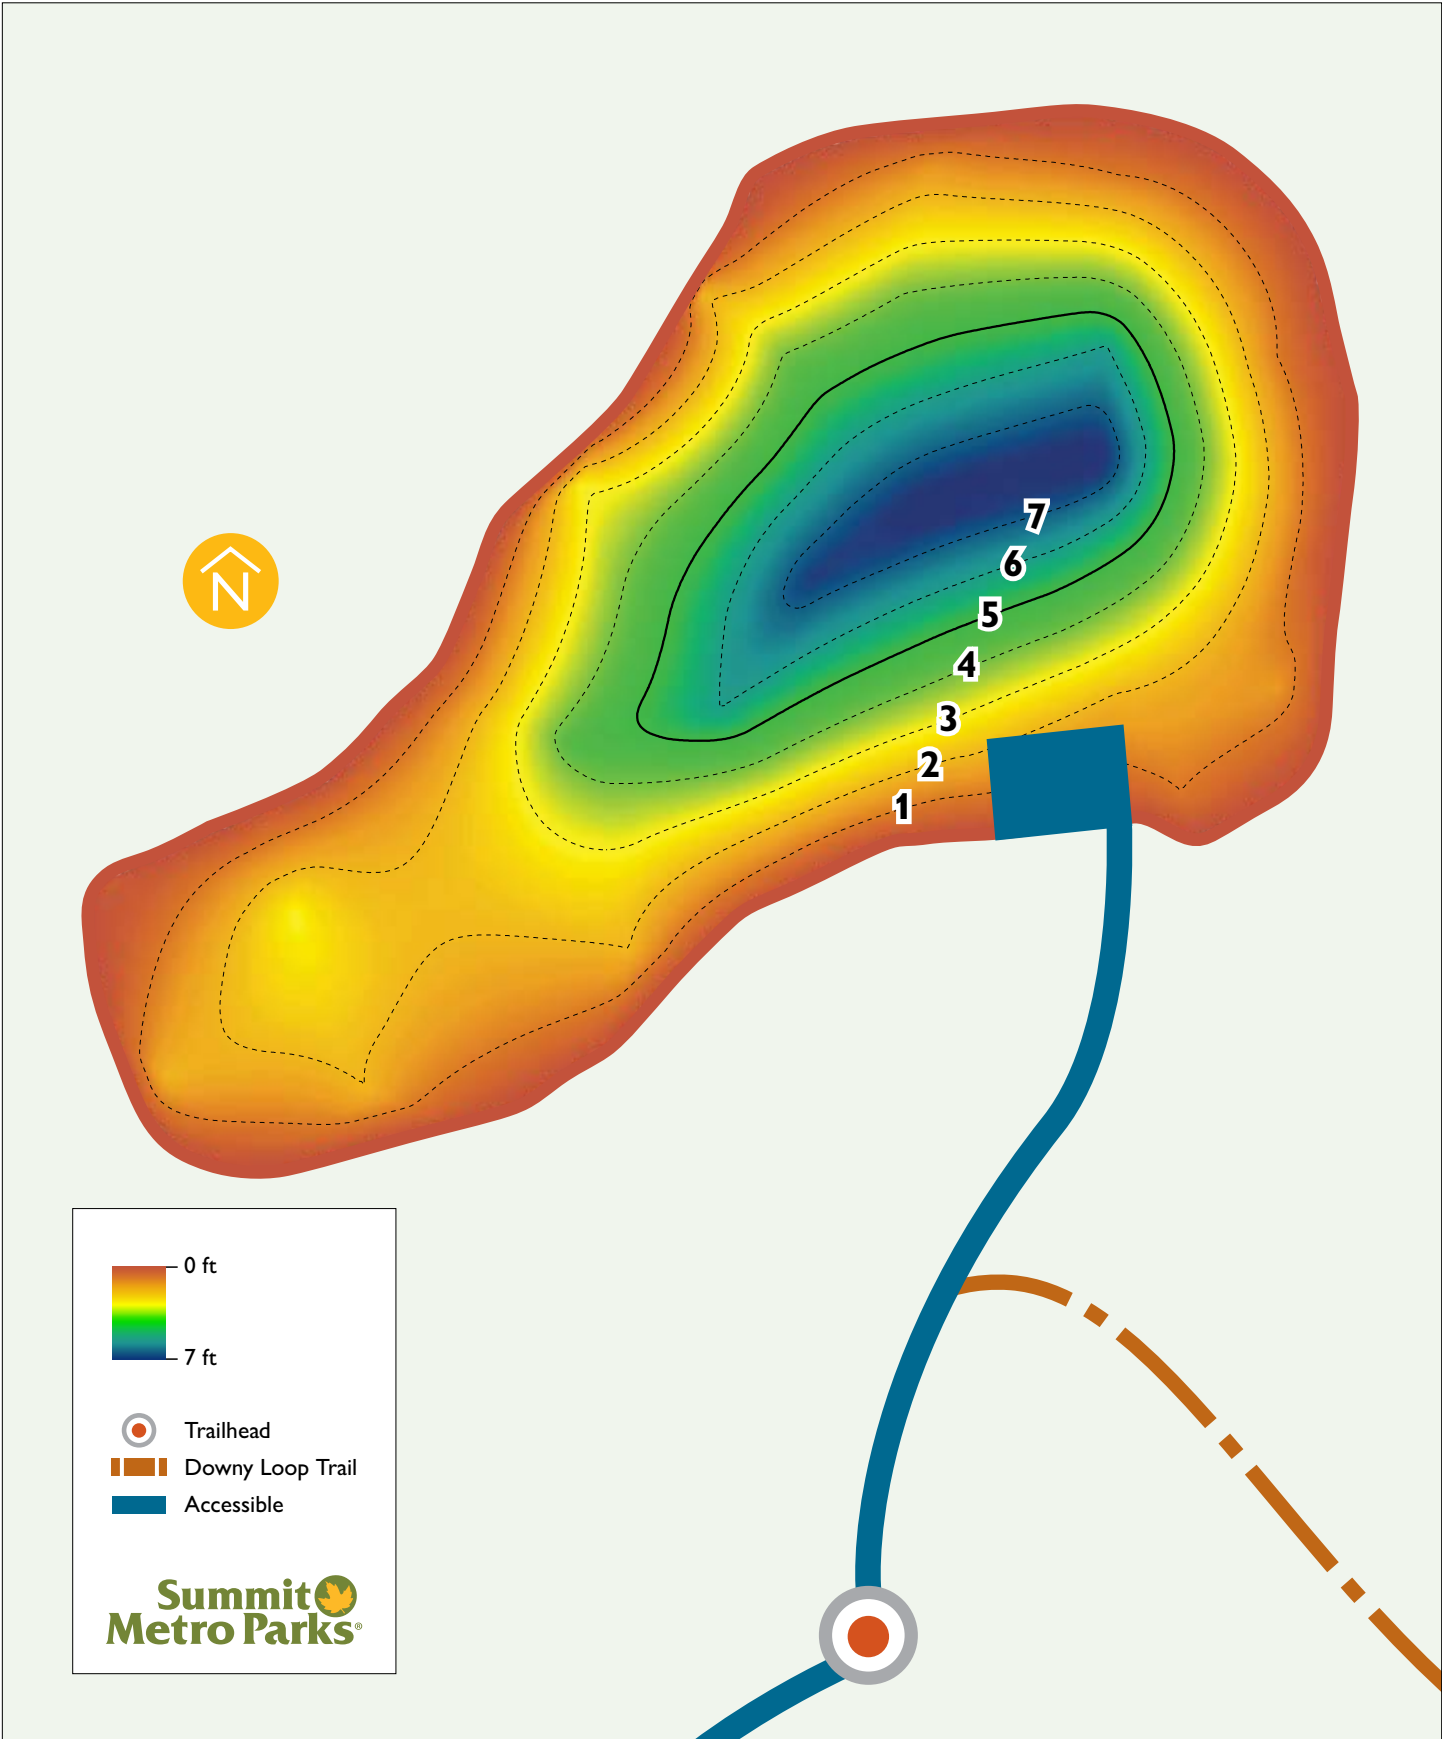 N
7
6
5
4
3
2
1
0 ft
7 ft
Trailhead
Downy Loop Trail
Accessible
Summit
Metro Parks®